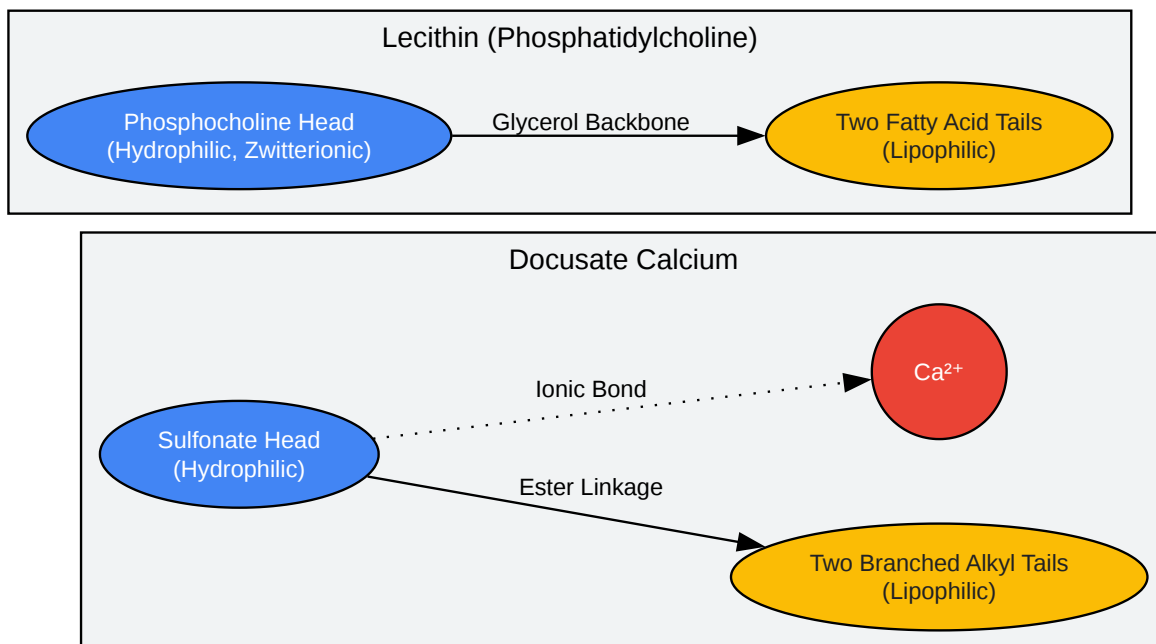 Lecithin (Phosphatidylcholine)
Phosphocholine Head
(Hydrophilic, Zwitterionic)
Glycerol Backbone
Two Fatty Acid Tails
(Lipophilic)
Docusate Calcium
Ca²⁺
Ionic Bond
Sulfonate Head
(Hydrophilic)
Ester Linkage
Two Branched Alkyl Tails
(Lipophilic)